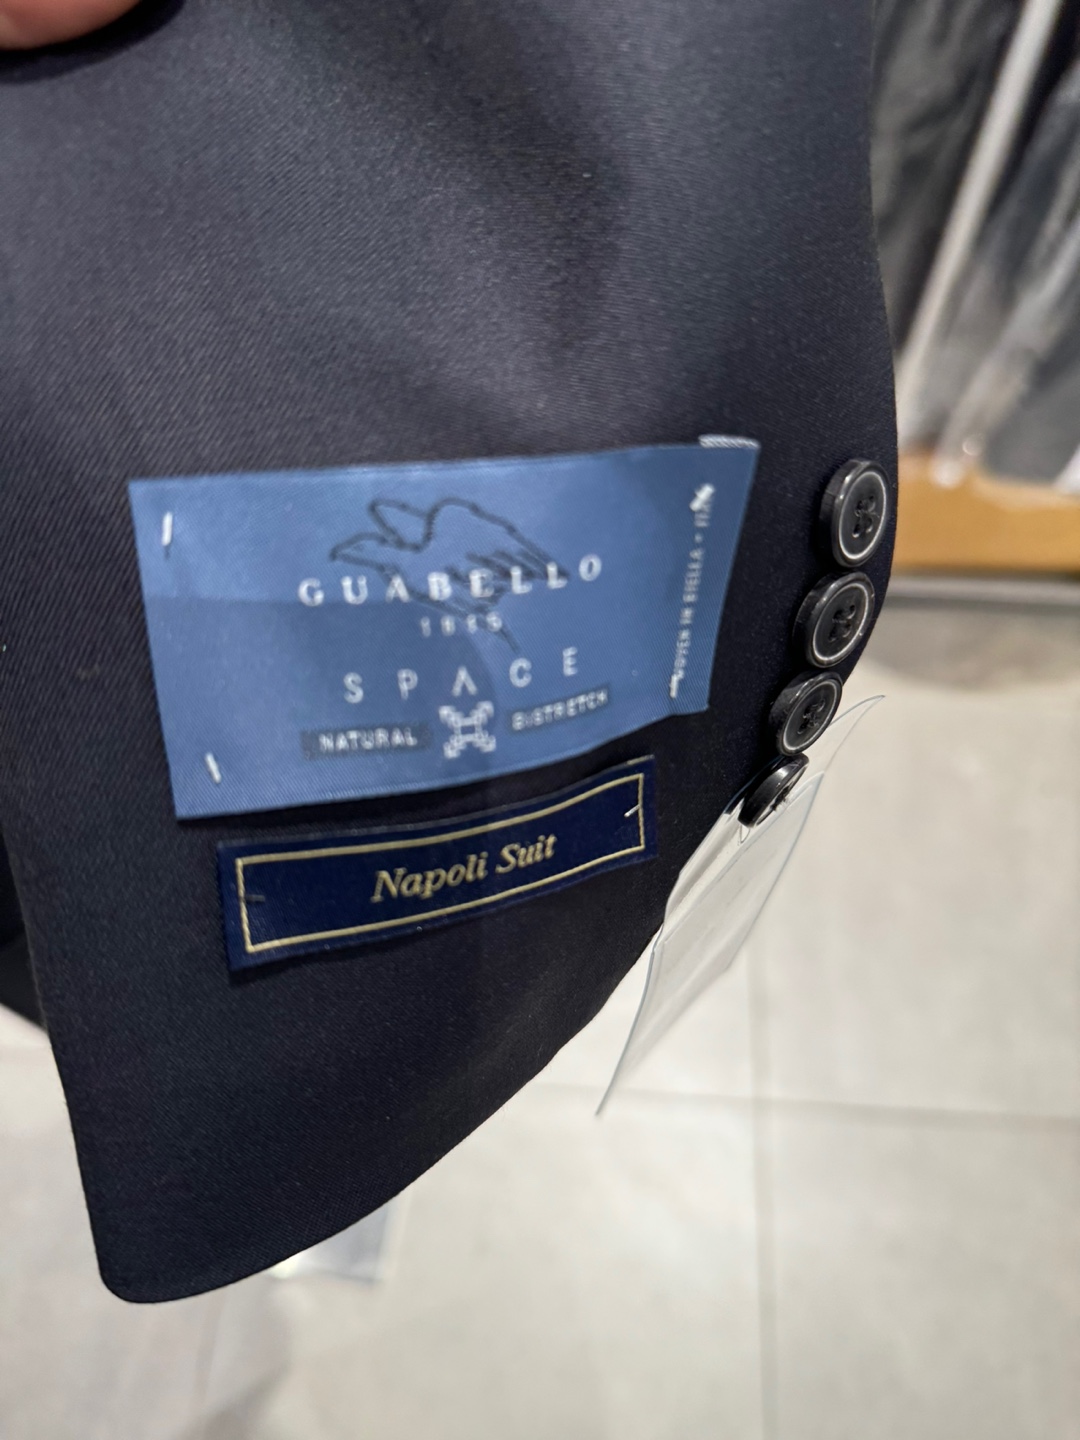 GUABELLO
1815
SPACE
NATURAL BISTRETCH
WOVEN IN BIELLA - ITALY
Napoli Suit